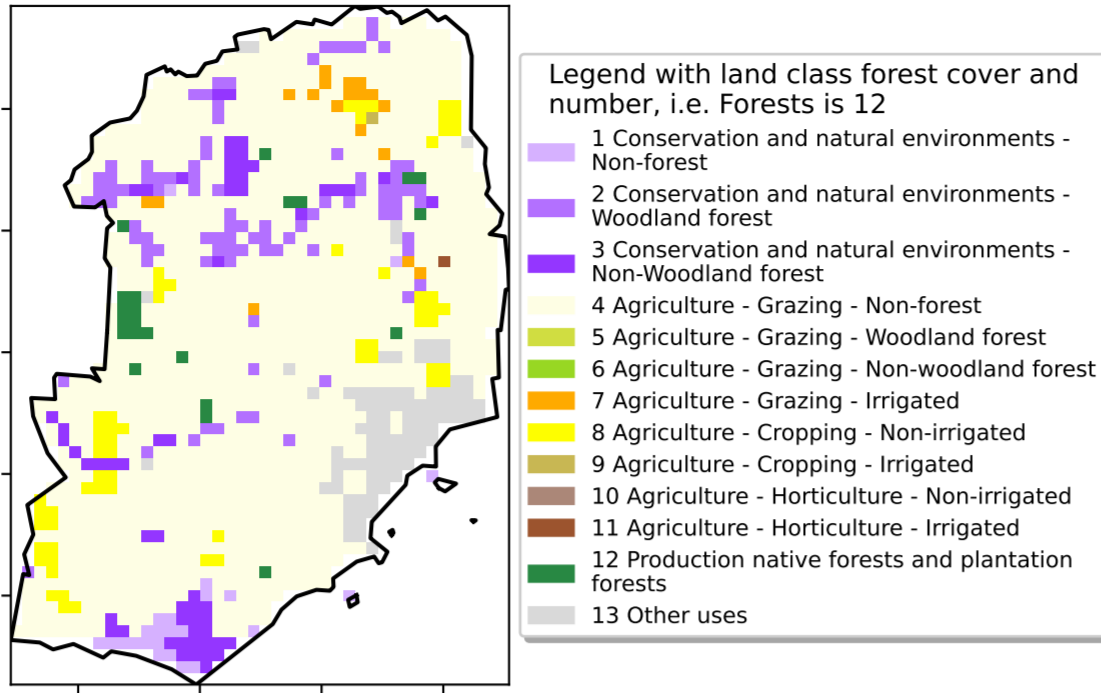 Legend with land class forest cover and
number, i.e. Forests is 12
1 Conservation and natural environments -
Non-forest
2 Conservation and natural environments -
Woodland forest
3 Conservation and natural environments -
Non-Woodland forest
4 Agriculture - Grazing - Non-forest
5 Agriculture - Grazing - Woodland forest
6 Agriculture - Grazing - Non-woodland forest
7 Agriculture - Grazing - Irrigated
8 Agriculture - Cropping - Non-irrigated
9 Agriculture - Cropping - Irrigated
10 Agriculture - Horticulture - Non-irrigated
11 Agriculture - Horticulture - Irrigated
12 Production native forests and plantation
forests
13 Other uses